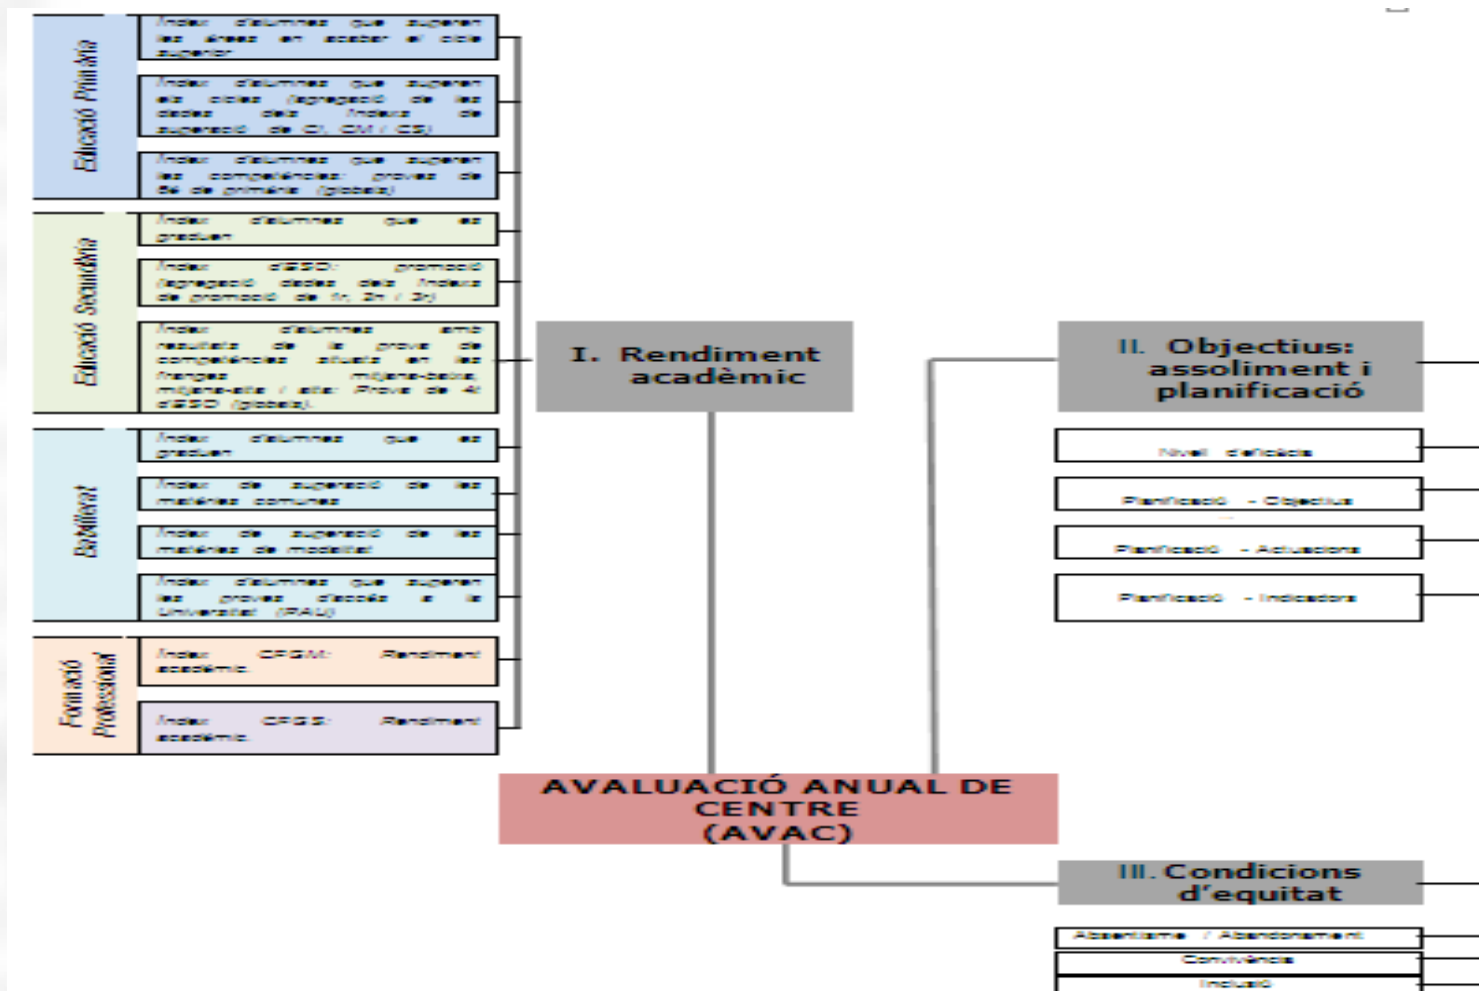 Educació Primària
Índex d'alumnes que superen
les àrees en acabar el cicle
superior
Índex d'alumnes que superen
els cicles (agregació de les
dades dels índexs de
superació de CI, CM i CS)
Índex d'alumnes que superen
les competències: proves de
6è de primària (globals)
Educació Secundària
Índex d'alumnes que es
graduen
Índex d'ESO: promoció
(agregació dades dels índexs
de promoció de 1r, 2n i 3r)
Índex d'alumnes amb
resultats de la prova de
competències situats en les
franges mitjana-baixa,
mitjana-alta i alta: Prova de 4t
d'ESO (globals).
Batxillerat
Índex d'alumnes que es
graduen
Índex de superació de les
matèries comunes
Índex de superació de les
matèries de modalitat
Índex d'alumnes que superen
les proves d'accés a la
Universitat (PAU)
Formació
Professional
Índex CFGM: Rendiment
acadèmic.
Índex CFGS: Rendiment
acadèmic.
I. Rendiment
acadèmic
II. Objectius:
assoliment i
planificació
Nivell d'eficàcia
Planificació - Objectius
Planificació - Actuacions
Planificació - Indicadors
AVALUACIÓ ANUAL DE
CENTRE
(AVAC)
III. Condicions
d'equitat
Absentisme / Abandonament
Convivència
Inclusió